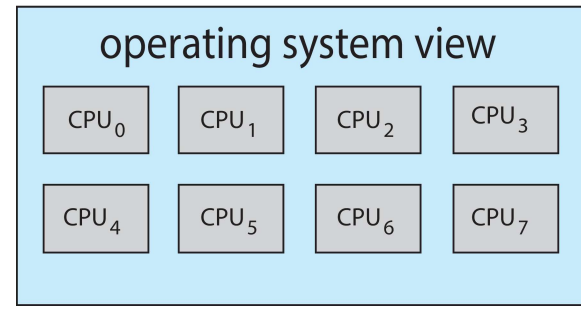 operating system view
CPU₀ CPU₁ CPU₂ CPU₃
CPU₄ CPU₅ CPU₆ CPU₇